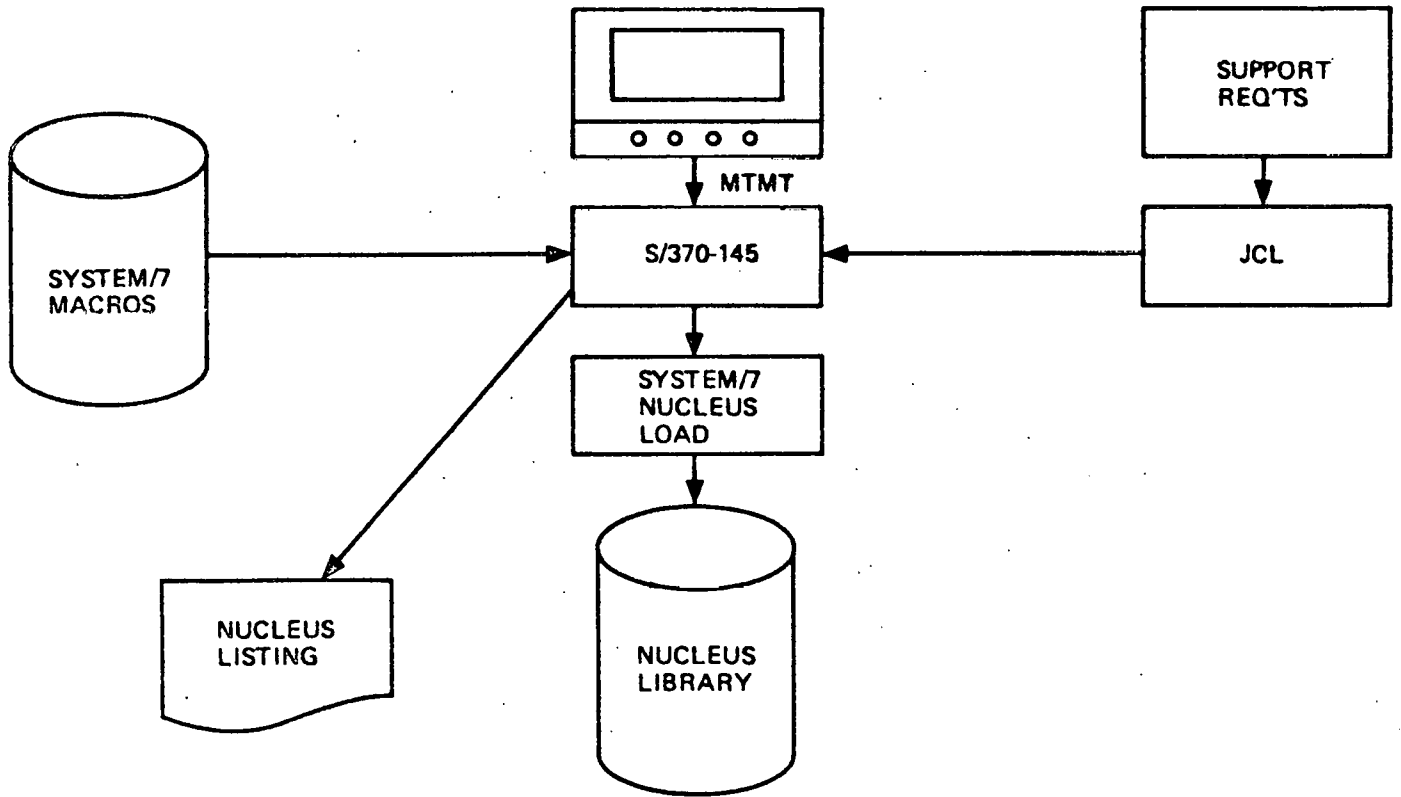 SUPPORT
REQ'TS
MTMT
SYSTEM/7
MACROS
S/370-145
JCL
SYSTEM/7
NUCLEUS
LOAD
NUCLEUS
LISTING
NUCLEUS
LIBRARY